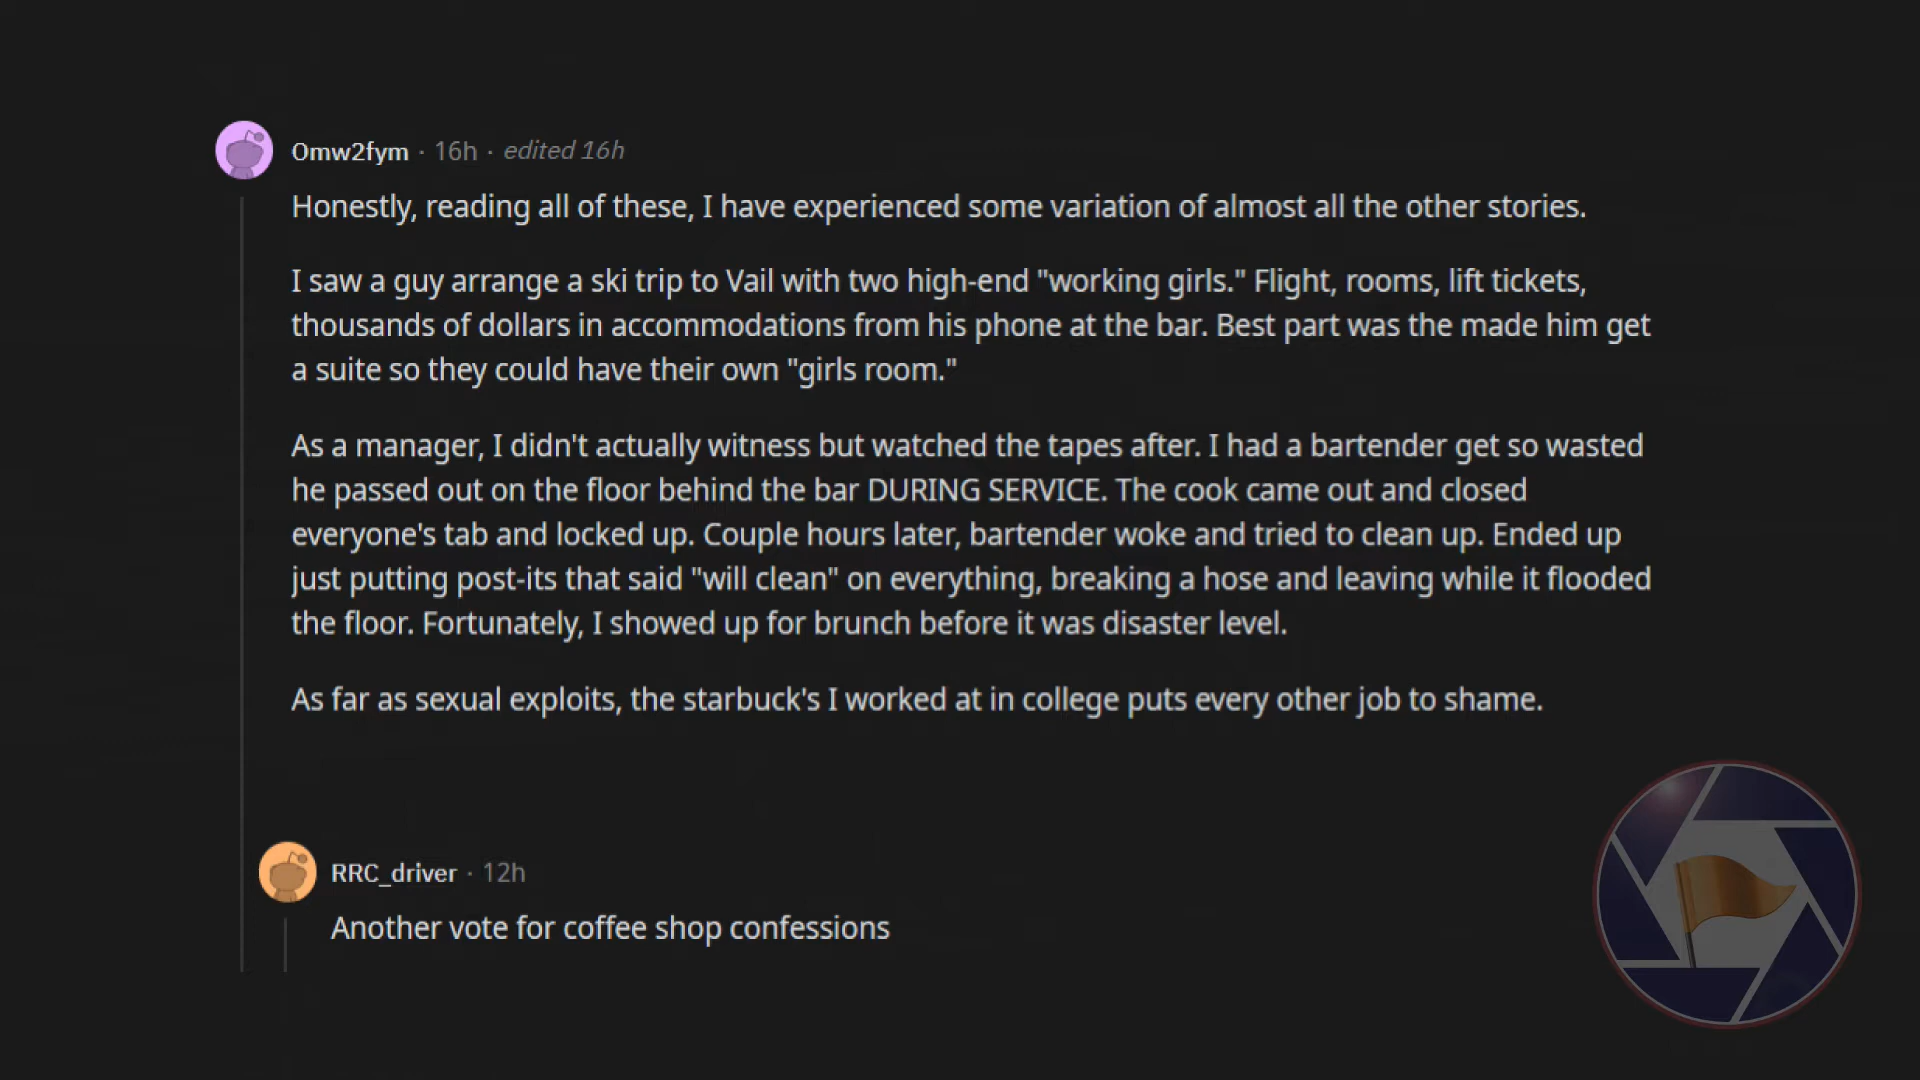 Omw2fym · 16h · edited 16h
Honestly, reading all of these, I have experienced some variation of almost all the other stories.
I saw a guy arrange a ski trip to Vail with two high-end "working girls." Flight, rooms, lift tickets,
thousands of dollars in accommodations from his phone at the bar. Best part was the made him get
a suite so they could have their own "girls room."
As a manager, I didn't actually witness but watched the tapes after. I had a bartender get so wasted
he passed out on the floor behind the bar DURING SERVICE. The cook came out and closed
everyone's tab and locked up. Couple hours later, bartender woke and tried to clean up. Ended up
just putting post-its that said "will clean" on everything, breaking a hose and leaving while it flooded
the floor. Fortunately, I showed up for brunch before it was disaster level.
As far as sexual exploits, the starbuck's I worked at in college puts every other job to shame.
RRC_driver · 12h
Another vote for coffee shop confessions